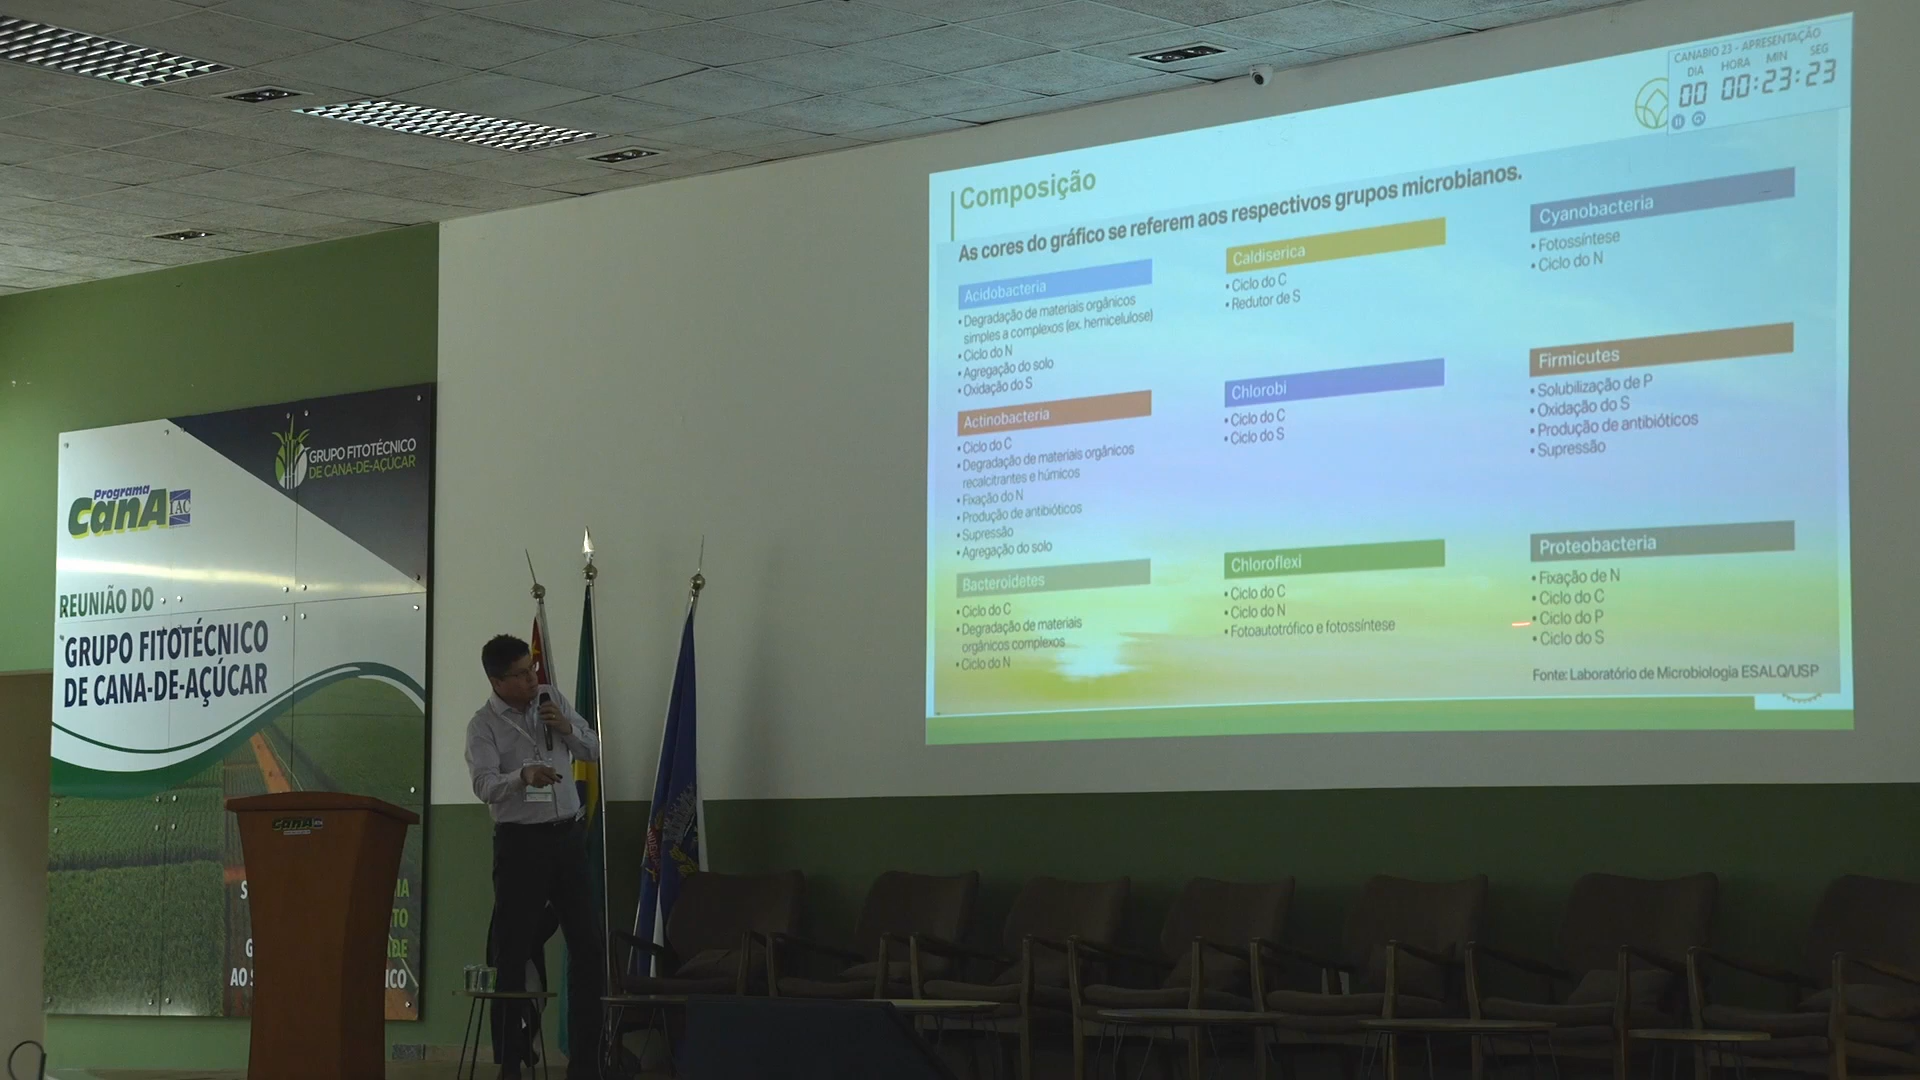 CANABIO 23 - APRESENTAÇÃO
DIA HORA MIN SEG
00 00:23:23
Composição
As cores do gráfico se referem aos respectivos grupos microbianos.
Acidobacteria
• Degradação de materiais orgânicos
simples a complexos (ex. hemicelulose)
• Ciclo do N
• Agregação do solo
• Oxidação do S
Actinobacteria
• Ciclo do C
• Degradação de materiais orgânicos
recalcitrantes e húmicos
• Fixação do N
• Produção de antibióticos
• Supressão
• Agregação do solo
Bacteroidetes
• Ciclo do C
• Degradação de materiais
orgânicos complexos
• Ciclo do N
Caldiserica
• Ciclo do C
• Redutor de S
Chlorobi
• Ciclo do C
• Ciclo do S
Chloroflexi
• Ciclo do C
• Ciclo do N
• Fotoautotrófico e fotossíntese
Cyanobacteria
• Fotossíntese
• Ciclo do N
Firmicutes
• Solubilização de P
• Oxidação do S
• Produção de antibióticos
• Supressão
Proteobacteria
• Fixação de N
• Ciclo do C
• Ciclo do P
• Ciclo do S
Fonte: Laboratório de Microbiologia ESALQ/USP
GRUPO FITOTÉCNICO
DE CANA-DE-AÇÚCAR
Programa
CanA IAC
REUNIÃO DO
GRUPO FITOTÉCNICO
DE CANA-DE-AÇÚCAR
CanA